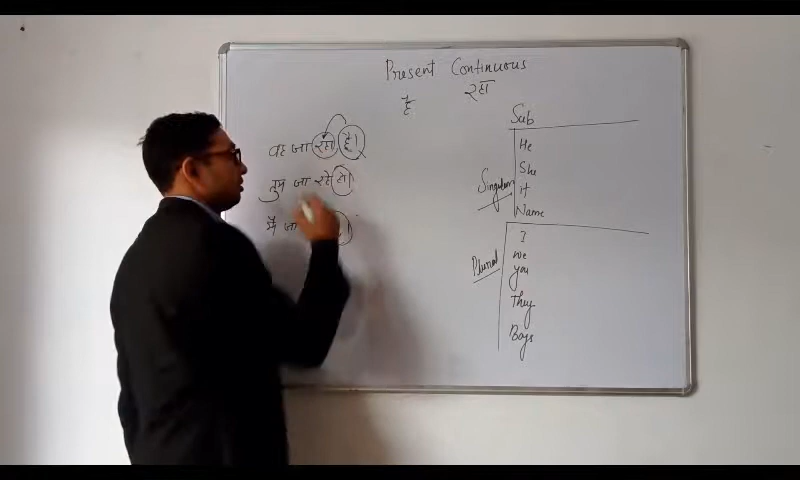 Present Continuous
है रहा
वह जा रहा है।
तुम जा रहे हो।
मैं जा
Sub
Singular
He
She
it
Name
Plural
I
we
you
They
Boys